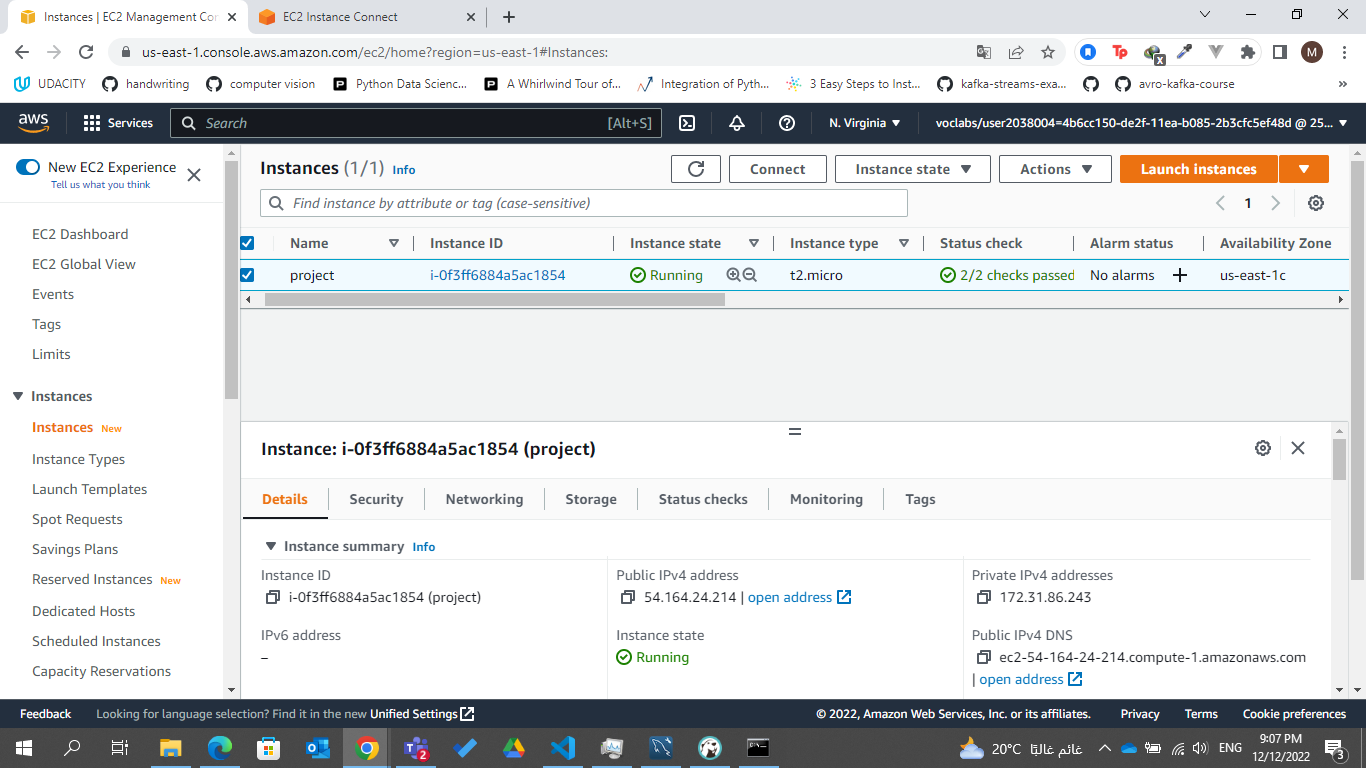 Instances | EC2 Management Con
EC2 Instance Connect
us-east-1.console.aws.amazon.com/ec2/home?region=us-east-1#Instances:
M
UDACITY
handwriting
computer vision
Python Data Scienc...
A Whirlwind Tour of...
Integration of Pyth...
3 Easy Steps to Inst...
kafka-streams-exa...
avro-kafka-course
»
aws
Services
Search
[Alt+S]
N. Virginia
voclabs/user2038004=4b6cc150-de2f-11ea-b085-2b3cfc5ef48d @ 25...
New EC2 Experience
Tell us what you think
EC2 Dashboard
EC2 Global View
Events
Tags
Limits
Instances
Instances New
Instance Types
Launch Templates
Spot Requests
Savings Plans
Reserved Instances New
Dedicated Hosts
Scheduled Instances
Capacity Reservations
Instances (1/1) Info
Connect
Instance state
Actions
Launch instances
Find instance by attribute or tag (case-sensitive)
1
Name
Instance ID
Instance state
Instance type
Status check
Alarm status
Availability Zone
project
i-0f3ff6884a5ac1854
Running
t2.micro
2/2 checks passed
No alarms
us-east-1c
Instance: i-0f3ff6884a5ac1854 (project)
Details
Security
Networking
Storage
Status checks
Monitoring
Tags
Instance summary Info
Instance ID
i-0f3ff6884a5ac1854 (project)
Public IPv4 address
54.164.24.214 | open address
Private IPv4 addresses
172.31.86.243
IPv6 address
–
Instance state
Running
Public IPv4 DNS
ec2-54-164-24-214.compute-1.amazonaws.com
| open address
Feedback
Looking for language selection? Find it in the new Unified Settings
© 2022, Amazon Web Services, Inc. or its affiliates.
Privacy
Terms
Cookie preferences
2
20°C
غائم غالبًا
ENG
9:07 PM
12/12/2022
3